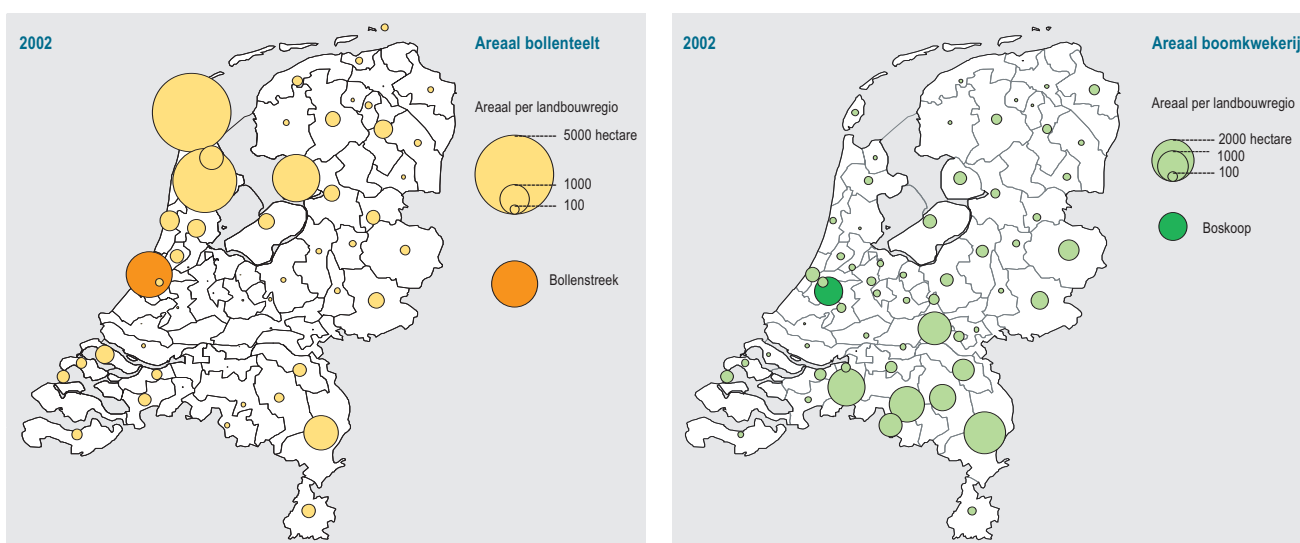 2002
Areaal bollenteelt
Areaal per landbouwregio
5000 hectare
1000
100
Bollenstreek
2002
Areaal boomkwekerij
Areaal per landbouwregio
2000 hectare
1000
100
Boskoop